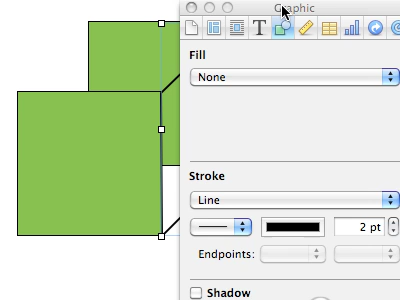 Graphic
T
Fill
None
Stroke
Line
2 pt
Endpoints:
Shadow